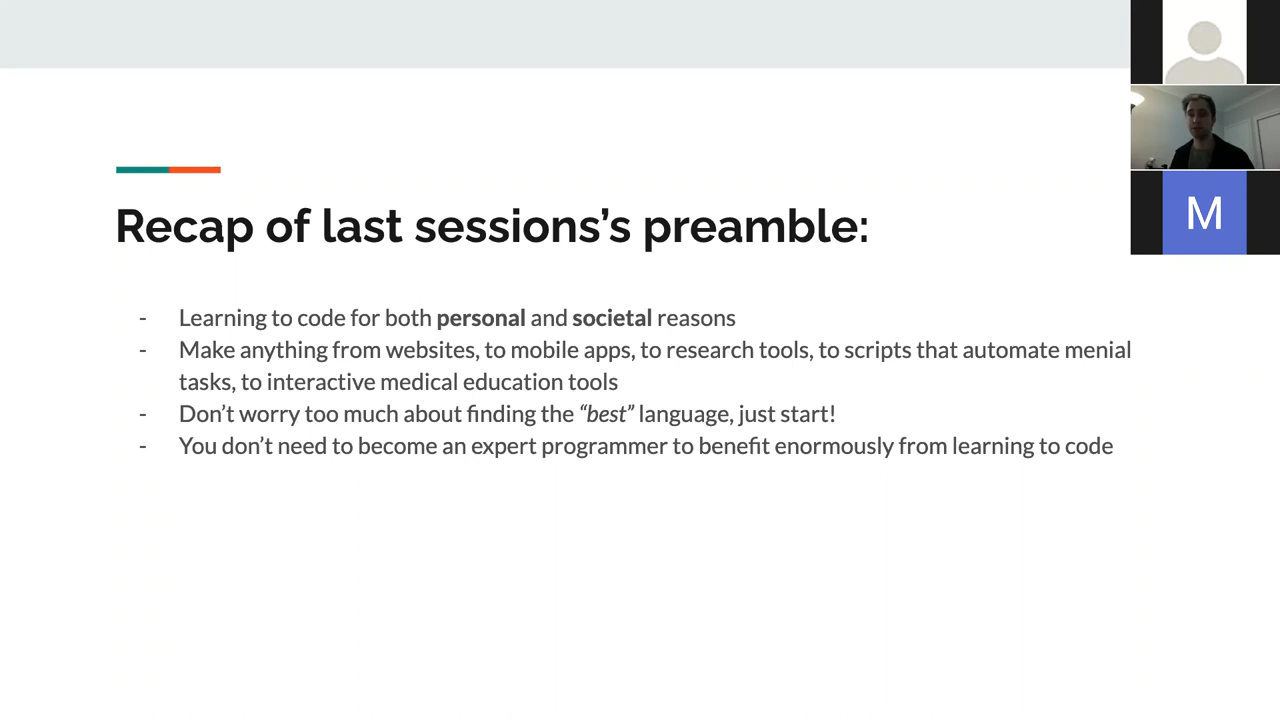 Recap of last sessions’s preamble:
- Learning to code for both personal and societal reasons
- Make anything from websites, to mobile apps, to research tools, to scripts that automate menial
tasks, to interactive medical education tools
- Don’t worry too much about finding the “best” language, just start!
- You don’t need to become an expert programmer to benefit enormously from learning to code
M